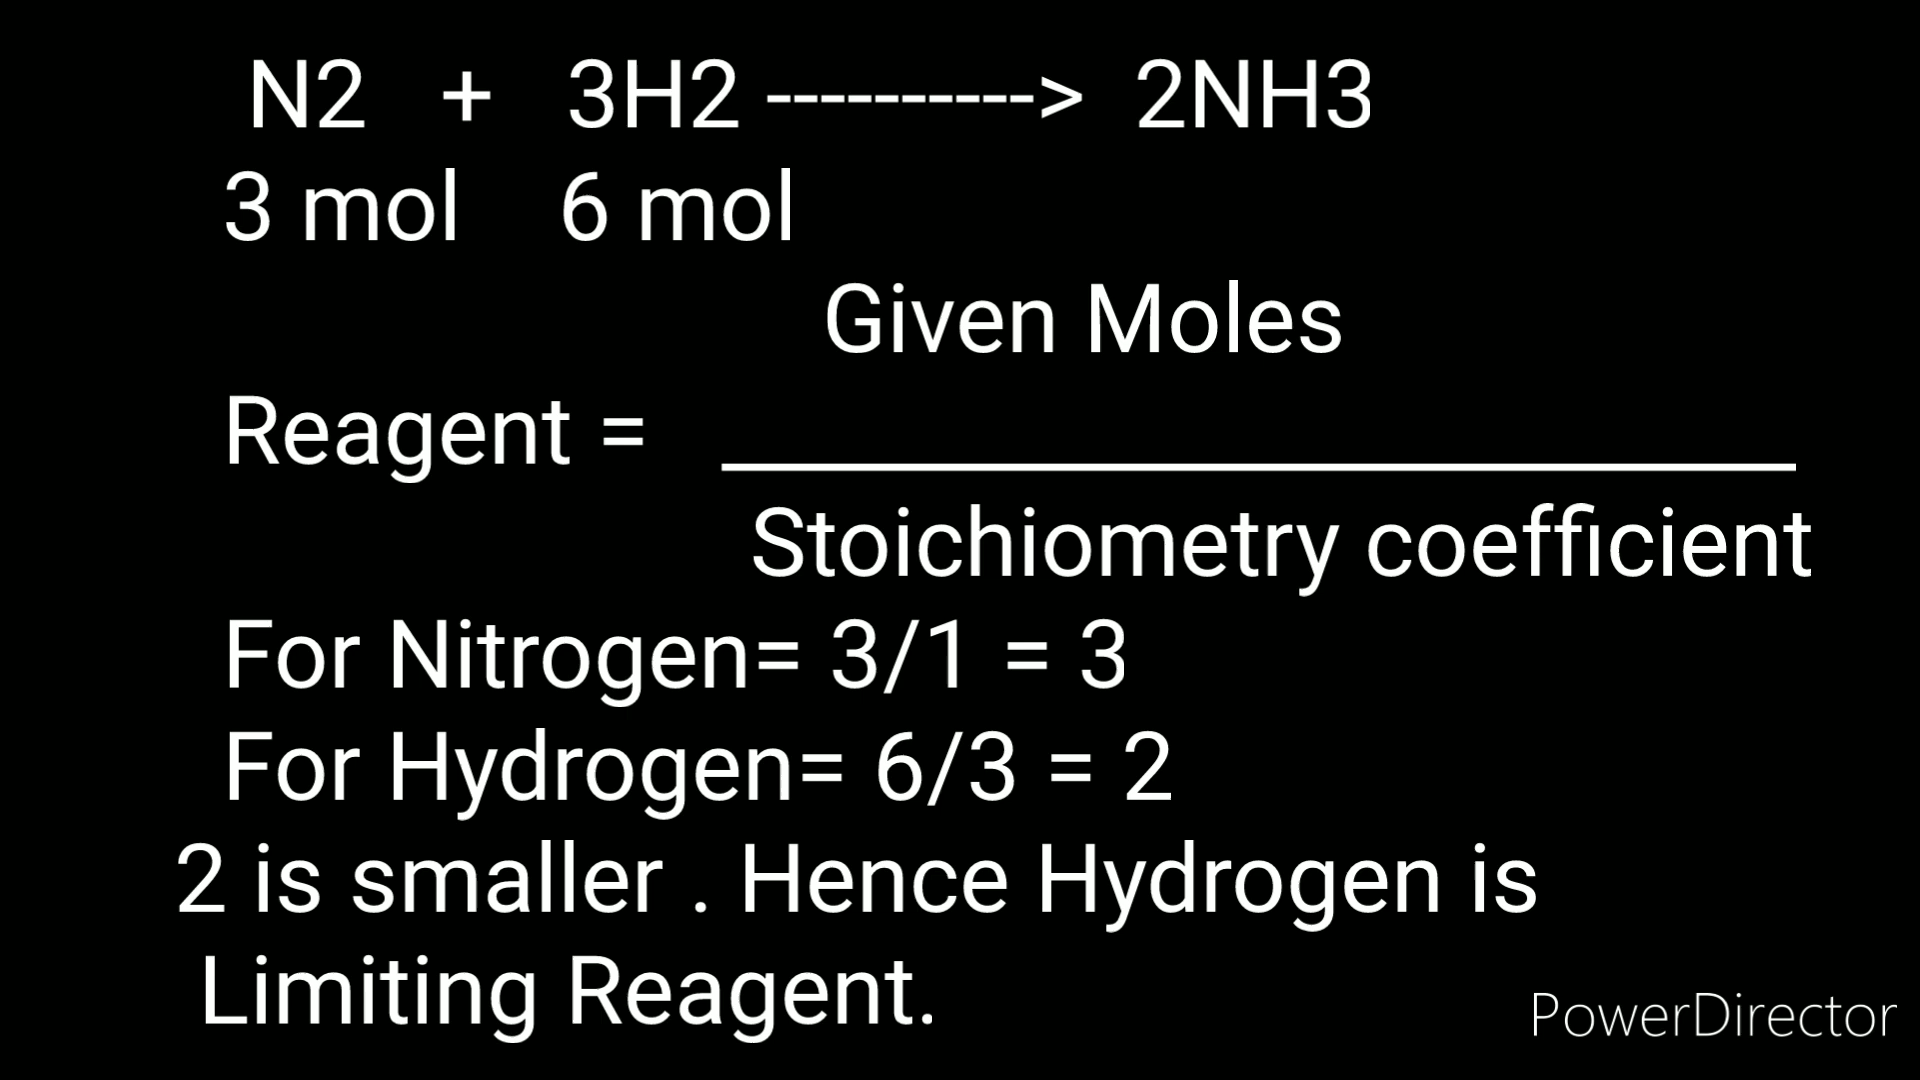 N2 + 3H2 ----------> 2NH3
3 mol 6 mol
Given Moles
Reagent = ________________________
Stoichiometry coefficient
For Nitrogen= 3/1 = 3
For Hydrogen= 6/3 = 2
2 is smaller . Hence Hydrogen is
Limiting Reagent.
PowerDirector